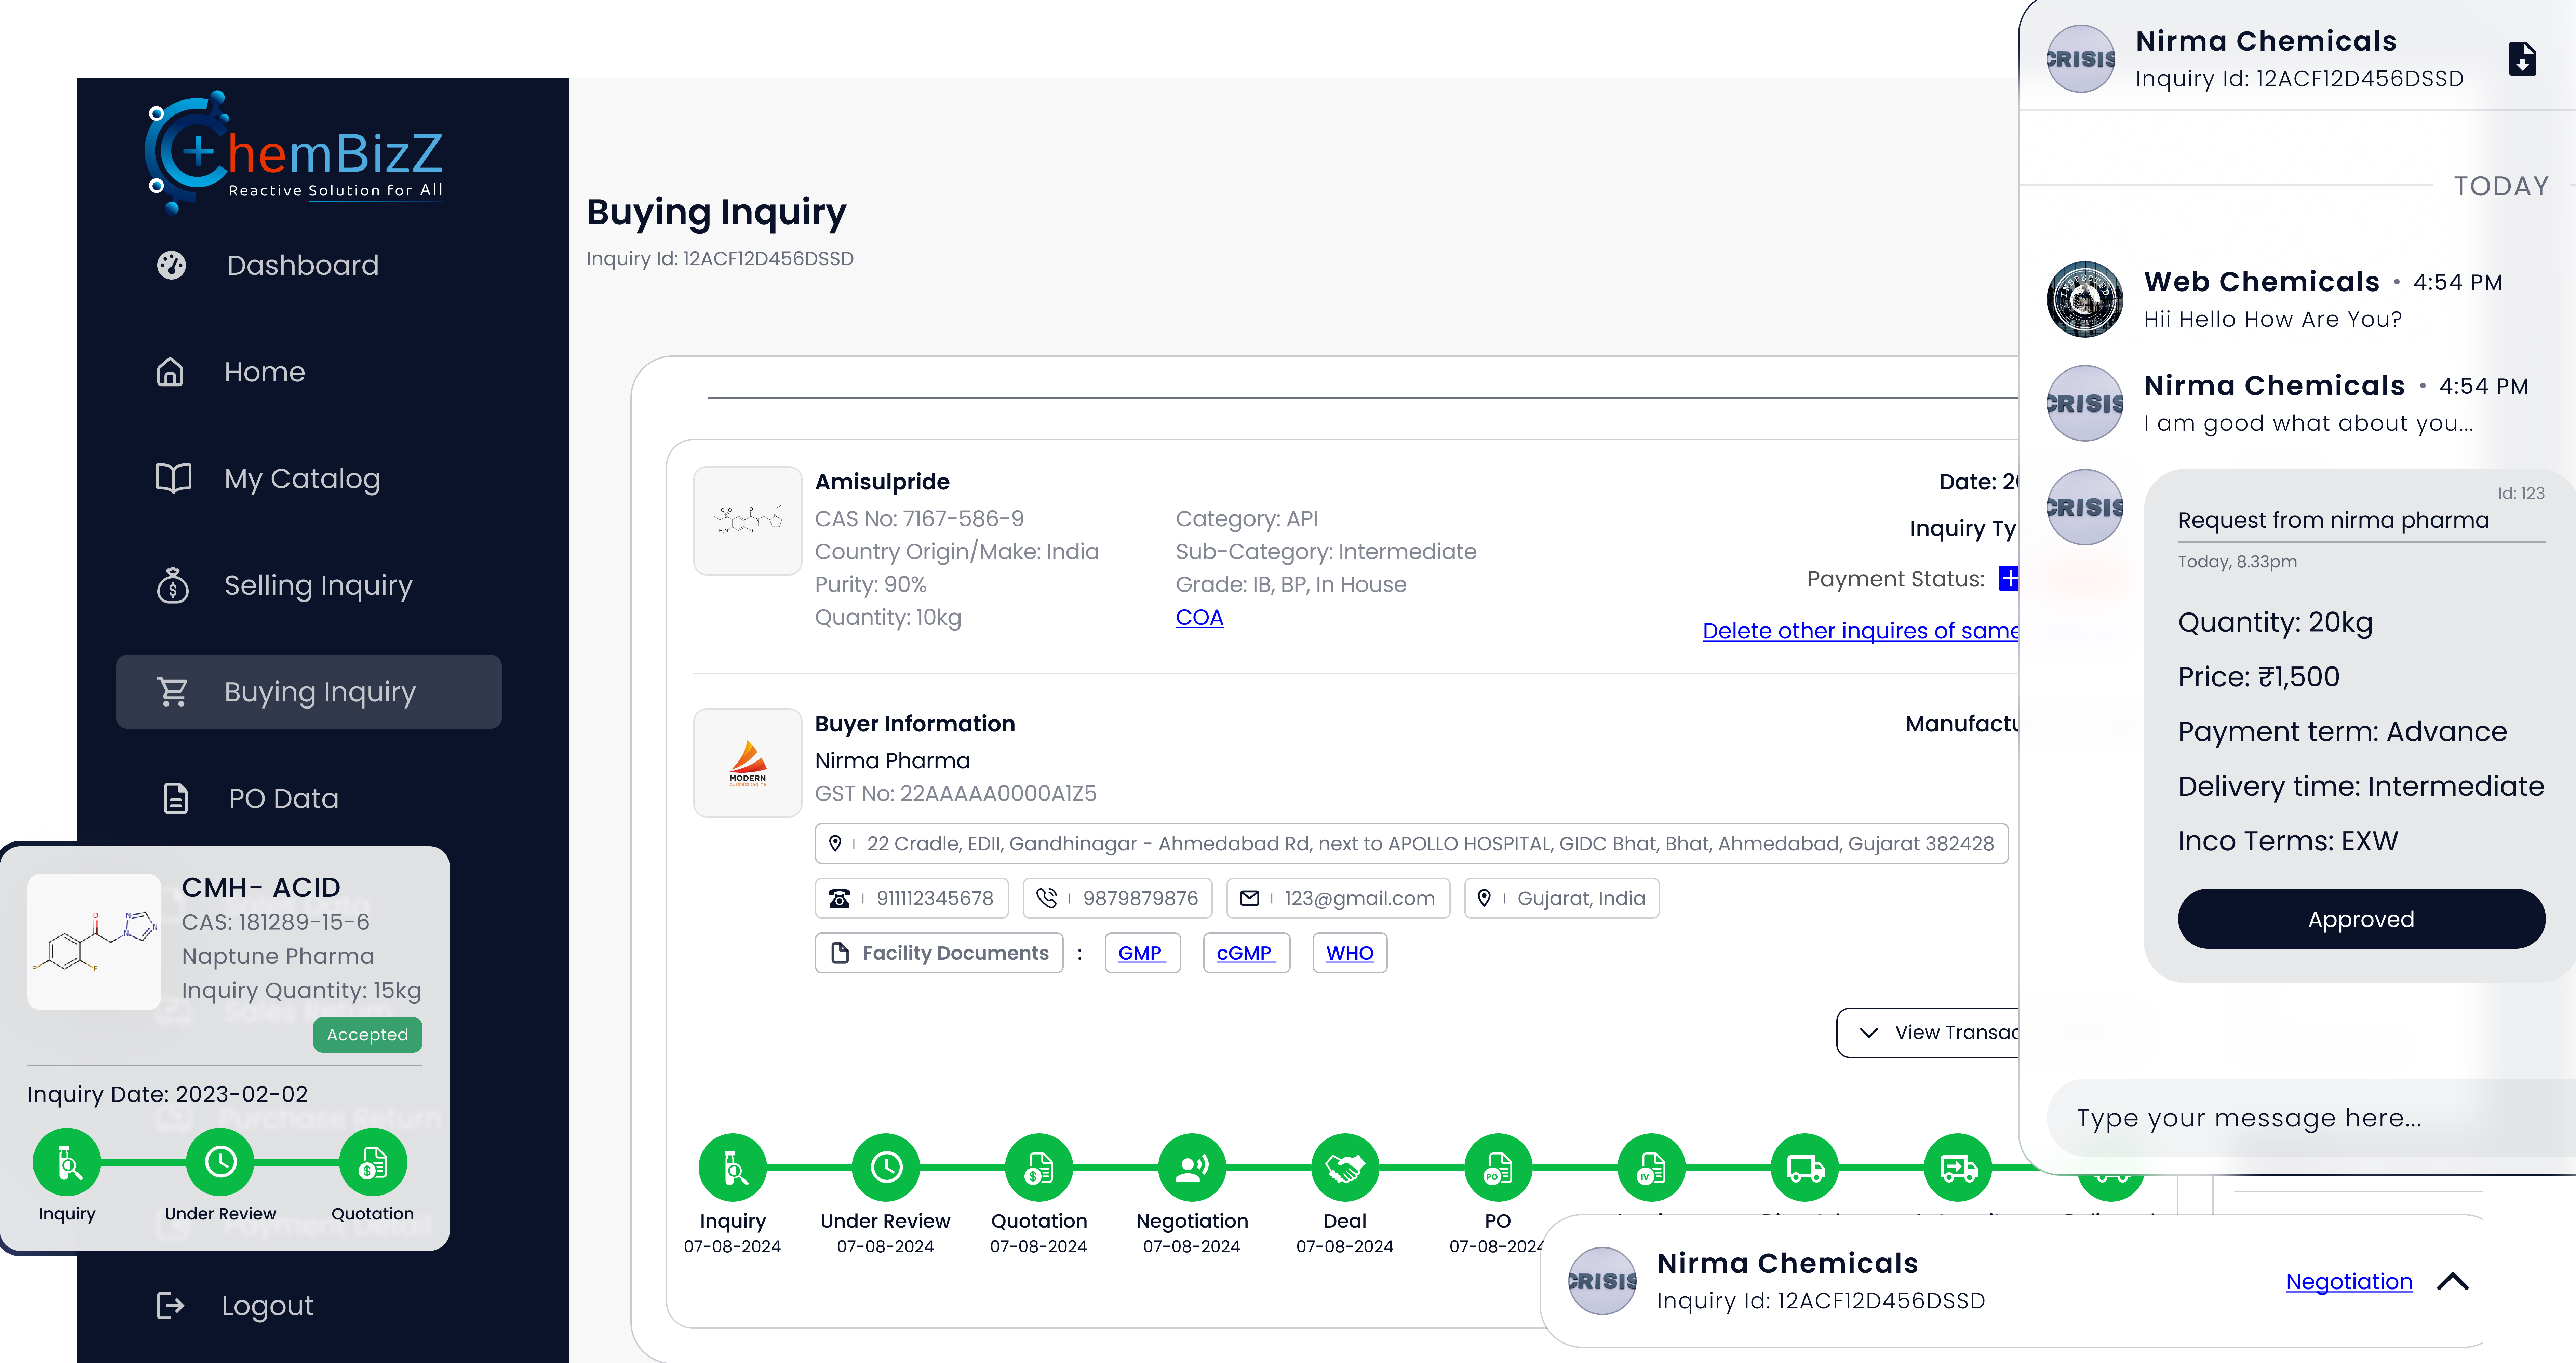 ChemBizZ
Reactive Solution for All
Dashboard
Home
My Catalog
Selling Inquiry
Buying Inquiry
PO Data
Logout
CMH- ACID
CAS: 181289-15-6
Naptune Pharma
Inquiry Quantity: 15kg
Accepted
Inquiry Date: 2023-02-02
Inquiry
Under Review
Quotation
Buying Inquiry
Inquiry Id: 12ACF12D456DSSD
Amisulpride
CAS No: 7167-586-9
Country Origin/Make: India
Purity: 90%
Quantity: 10kg
Category: API
Sub-Category: Intermediate
Grade: IB, BP, In House
COA
Date: 
Inquiry
Payment Status:
Delete other inquires of same
Buyer Information
Nirma Pharma
GST No: 22AAAAA0000A1Z5
MODERN
22 Cradle, EDII, Gandhinagar - Ahmedabad Rd, next to APOLLO HOSPITAL, GIDC Bhat, Bhat, Ahmedabad, Gujarat 382428
911112345678
9879879876
123@gmail.com
Gujarat, India
Facility Documents :
GMP
cGMP
WHO
View
Inquiry
07-08-2024
Under Review
07-08-2024
Quotation
07-08-2024
Negotiation
07-08-2024
Deal
07-08-2024
PO
07-08-2024
Nirma Chemicals
Inquiry Id: 12ACF12D456DSSD
Negotiation
Nirma Chemicals
Inquiry Id: 12ACF12D456DSSD
TODAY
Web Chemicals • 4:54 PM
Hii Hello How Are You?
Nirma Chemicals • 4:54 PM
I am good what about you...
Id: 123
Request from nirma pharma
Today, 8.33pm
Quantity: 20kg
Price: ₹1,500
Payment term: Advance
Delivery time: Intermediate
Inco Terms: EXW
Approved
Type your message here...